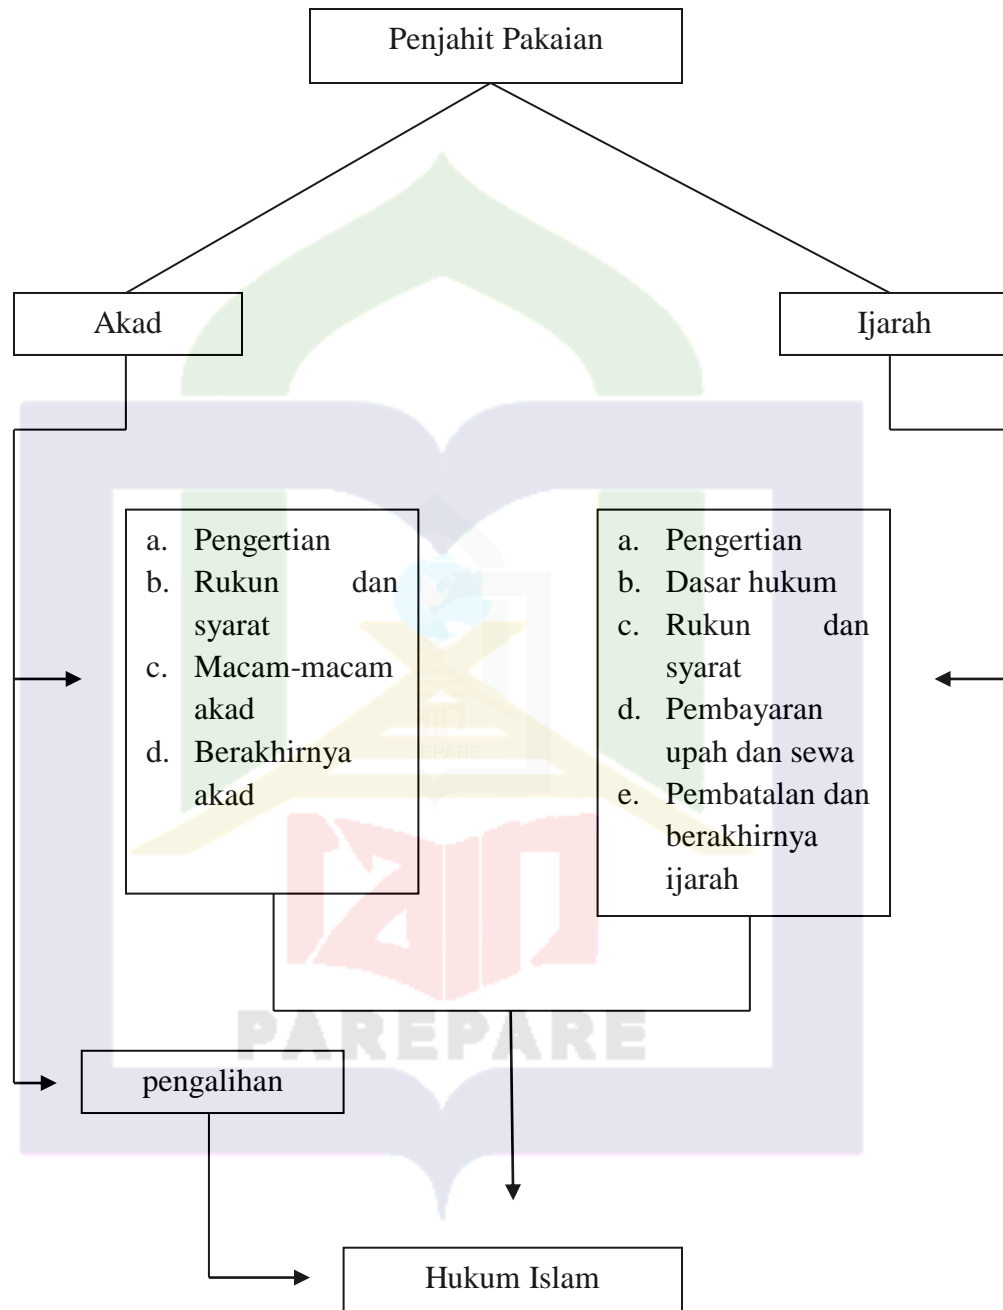 Penjahit Pakaian
Akad
Ijarah
a. Pengertian
b. Rukun dan
syarat
c. Macam-macam
akad
d. Berakhirnya
akad
a. Pengertian
b. Dasar hukum
c. Rukun dan
syarat
d. Pembayaran
upah dan sewa
e. Pembatalan dan
berakhirnya
ijarah
PAREPARE
pengalihan
Hukum Islam